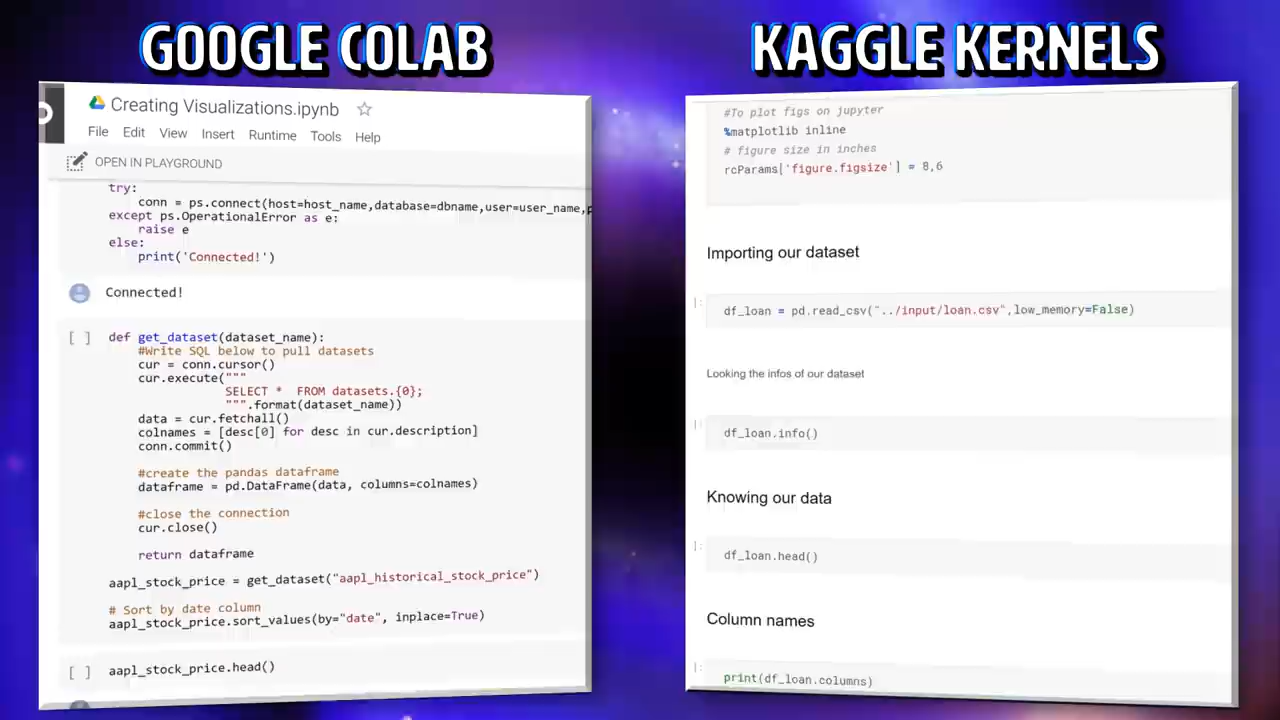 GOOGLE COLAB
Creating Visualizations.ipynb
File Edit View Insert Runtime Tools Help
OPEN IN PLAYGROUND
try:
conn = ps.connect(host=host_name,database=dbname,user=user_name,p
except ps.OperationalError as e:
raise e
else:
print('Connected!')
Connected!
[ ] def get_dataset(dataset_name):
#Write SQL below to pull datasets
cur = conn.cursor()
cur.execute("""
SELECT * FROM datasets.{0};
""".format(dataset_name))
data = cur.fetchall()
colnames = [desc[0] for desc in cur.description]
conn.commit()
#create the pandas dataframe
dataframe = pd.DataFrame(data, columns=colnames)
#close the connection
cur.close()
return dataframe
aapl_stock_price = get_dataset("aapl_historical_stock_price")
# Sort by date column
aapl_stock_price.sort_values(by="date", inplace=True)
[ ] aapl_stock_price.head()
KAGGLE KERNELS
#To plot figs on jupyter
%matplotlib inline
# figure size in inches
rcParams['figure.figsize'] = 8,6
Importing our dataset
]: df_loan = pd.read_csv("../input/loan.csv",low_memory=False)
Looking the infos of our dataset
]: df_loan.info()
Knowing our data
]: df_loan.head()
Column names
]: print(df_loan.columns)